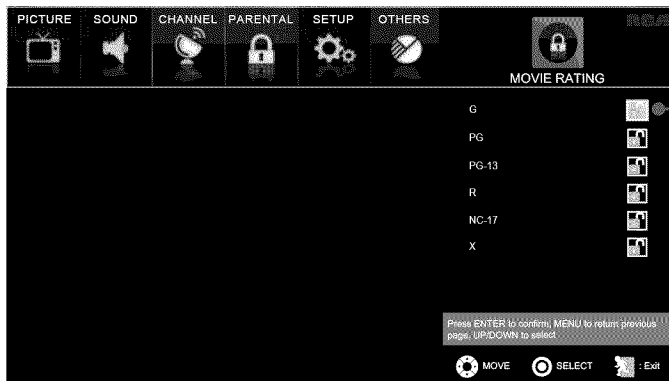 PICTURE SOUND CHANNEL PARENTAL SETUP OTHERS
RCA
MOVIE RATING
G
PG
PG-13
R
NC-17
X
Press ENTER to confirm, MENU to return previous
page, UP/DOWN to select
MOVE SELECT : Exit